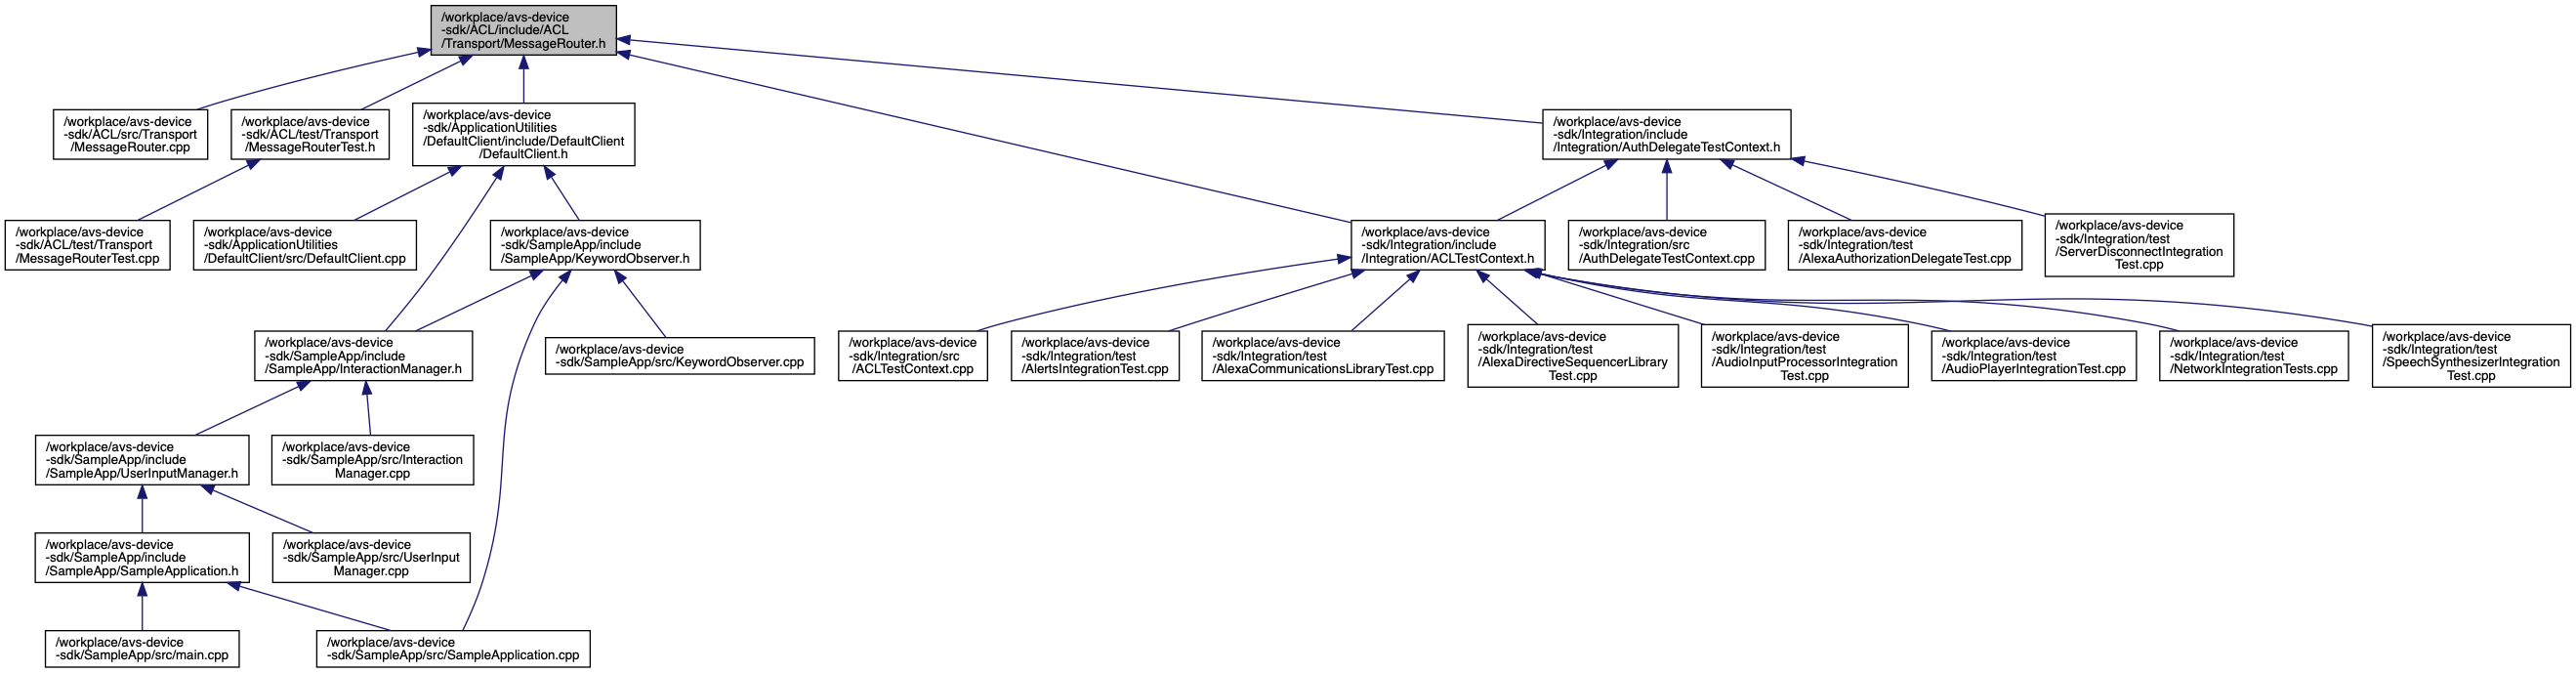 /workplace/avs-device
-sdk/ACL/include/ACL
/Transport/MessageRouter.h
/workplace/avs-device
-sdk/ACL/src/Transport
/MessageRouter.cpp
/workplace/avs-device
-sdk/ACL/test/Transport
/MessageRouterTest.h
/workplace/avs-device
-sdk/ApplicationUtilities
/DefaultClient/include/DefaultClient
/DefaultClient.h
/workplace/avs-device
-sdk/Integration/include
/Integration/AuthDelegateTestContext.h
/workplace/avs-device
-sdk/ACL/test/Transport
/MessageRouterTest.cpp
/workplace/avs-device
-sdk/ApplicationUtilities
/DefaultClient/src/DefaultClient.cpp
/workplace/avs-device
-sdk/SampleApp/include
/SampleApp/KeywordObserver.h
/workplace/avs-device
-sdk/Integration/include
/Integration/ACLTestContext.h
/workplace/avs-device
-sdk/Integration/src
/AuthDelegateTestContext.cpp
/workplace/avs-device
-sdk/Integration/test
/AlexaAuthorizationDelegateTest.cpp
/workplace/avs-device
-sdk/Integration/test
/ServerDisconnectIntegration
Test.cpp
/workplace/avs-device
-sdk/SampleApp/include
/SampleApp/InteractionManager.h
/workplace/avs-device
-sdk/SampleApp/src/KeywordObserver.cpp
/workplace/avs-device
-sdk/Integration/src
/ACLTestContext.cpp
/workplace/avs-device
-sdk/Integration/test
/AlertsIntegrationTest.cpp
/workplace/avs-device
-sdk/Integration/test
/AlexaCommunicationsLibraryTest.cpp
/workplace/avs-device
-sdk/Integration/test
/AlexaDirectiveSequencerLibrary
Test.cpp
/workplace/avs-device
-sdk/Integration/test
/AudioInputProcessorIntegration
Test.cpp
/workplace/avs-device
-sdk/Integration/test
/AudioPlayerIntegrationTest.cpp
/workplace/avs-device
-sdk/Integration/test
/NetworkIntegrationTests.cpp
/workplace/avs-device
-sdk/Integration/test
/SpeechSynthesizerIntegration
Test.cpp
/workplace/avs-device
-sdk/SampleApp/include
/SampleApp/UserInputManager.h
/workplace/avs-device
-sdk/SampleApp/src/Interaction
Manager.cpp
/workplace/avs-device
-sdk/SampleApp/include
/SampleApp/SampleApplication.h
/workplace/avs-device
-sdk/SampleApp/src/UserInput
Manager.cpp
/workplace/avs-device
-sdk/SampleApp/src/main.cpp
/workplace/avs-device
-sdk/SampleApp/src/SampleApplication.cpp